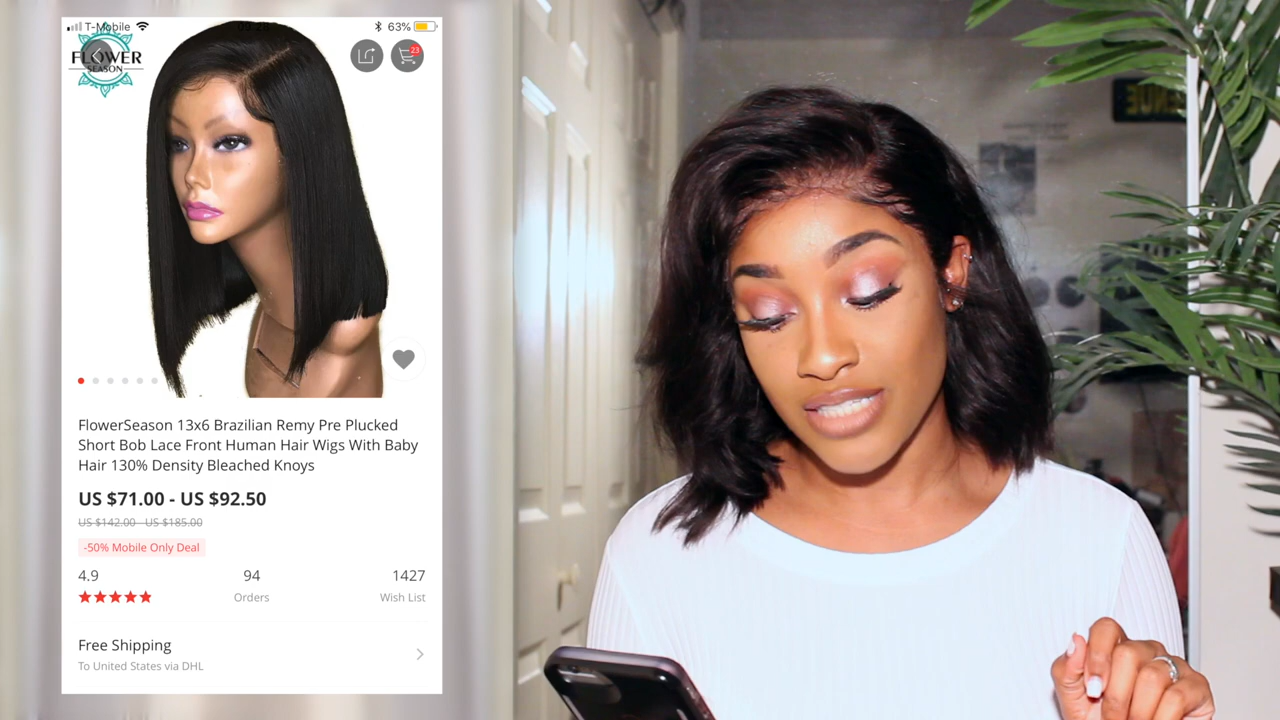 T-Mobile
63%
FLOWER
SEASON
23
FlowerSeason 13x6 Brazilian Remy Pre Plucked
Short Bob Lace Front Human Hair Wigs With Baby
Hair 130% Density Bleached Knoys
US $71.00 - US $92.50
US $142.00 - US $185.00
-50% Mobile Only Deal
4.9 94 1427
Orders Wish List
Free Shipping
To United States via DHL